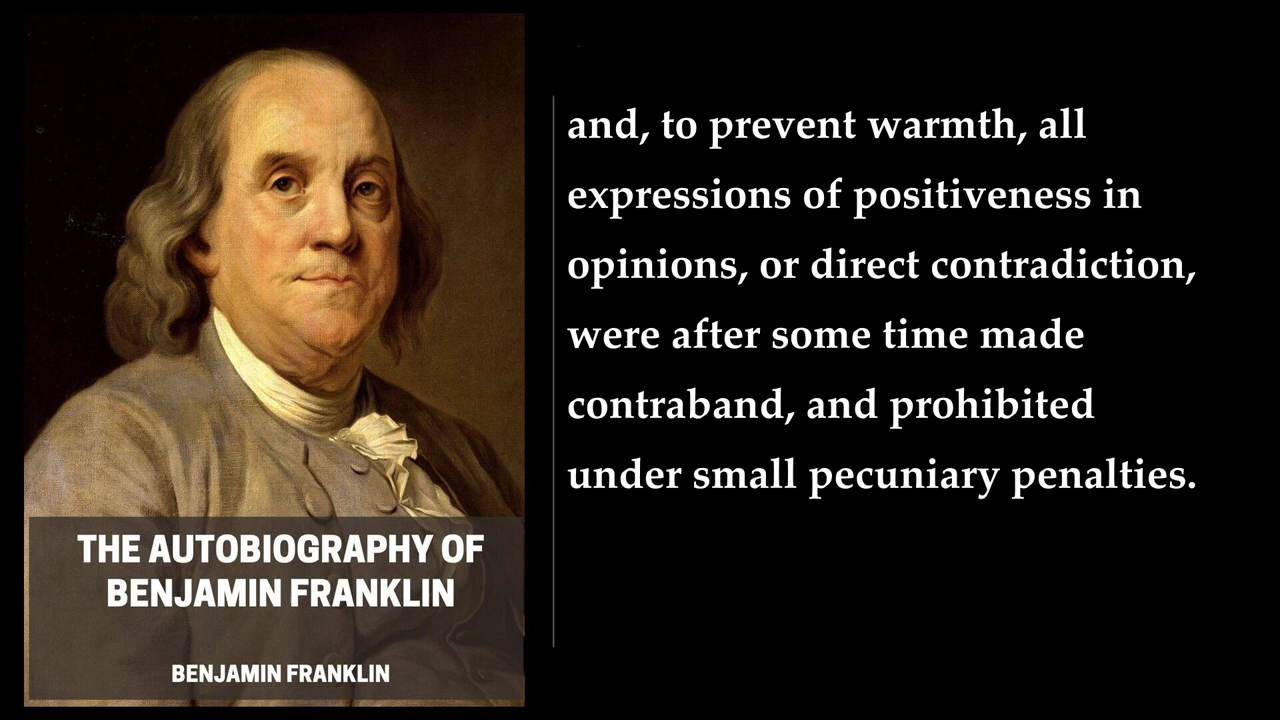 and, to prevent warmth, all
expressions of positiveness in
opinions, or direct contradiction,
were after some time made
contraband, and prohibited
under small pecuniary penalties.
THE AUTOBIOGRAPHY OF
BENJAMIN FRANKLIN
BENJAMIN FRANKLIN